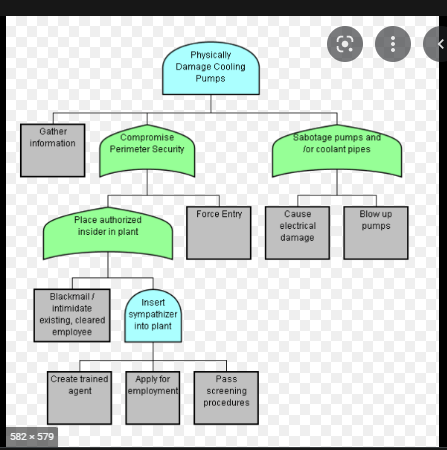 Physically
Damage Cooling
Pumps
Gather
information
Compromise
Perimeter Security
Sabotage pumps and
/or coolant pipes
Place authorized
insider in plant
Force Entry
Cause
electrical
damage
Blow up
pumps
Blackmail /
intimidate
existing, cleared
employee
Insert
sympathizer
into plant
Create trained
agent
Apply for
employment
Pass
screening
procedures
582 × 579